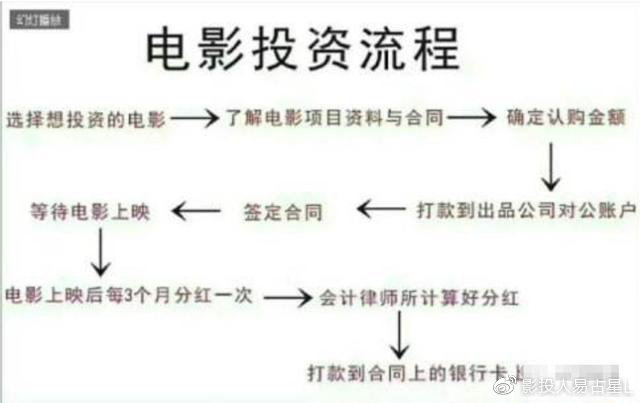 幻灯播放
电影投资流程
选择想投资的电影
了解电影项目资料与合同
确定认购金额
打款到出品公司对公账户
签定合同
等待电影上映
电影上映后每3个月分红一次
会计律师所计算好分红
打款到合同上的银行卡上
影投人易占星L